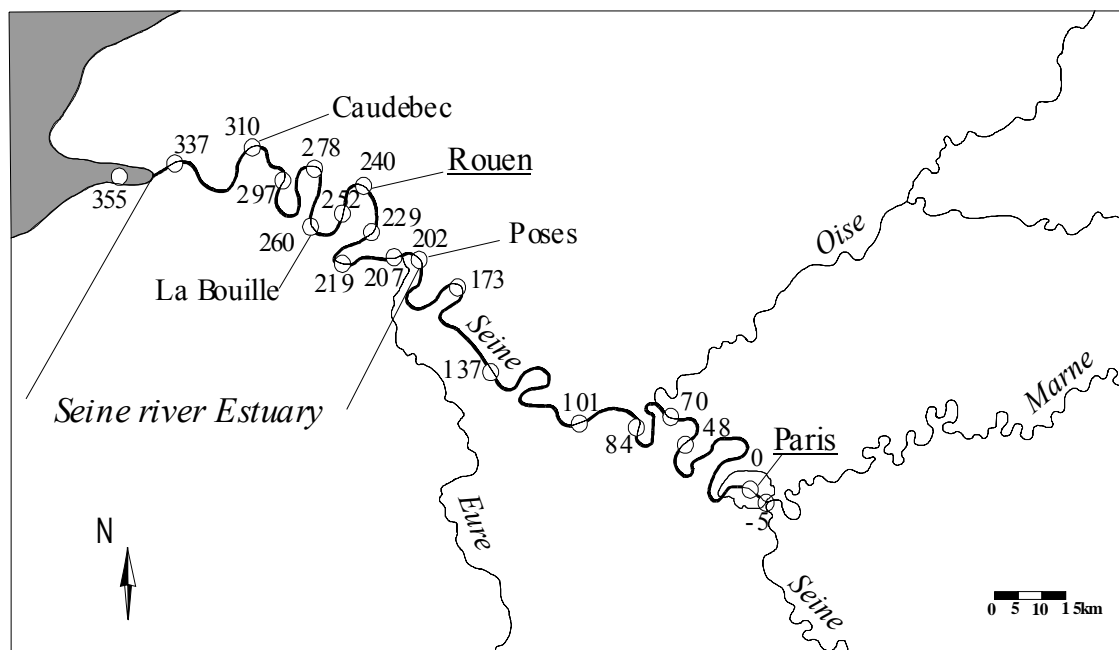 Caudebec
310
278
337
240
Rouen
297
252
355
229
260
202
Poses
La Bouille
219
207
173
Oise
Seine
137
Seine river Estuary
101
70
Marne
84
48
0
Paris
-5
Eure
N
Seine
0 5 10 15km